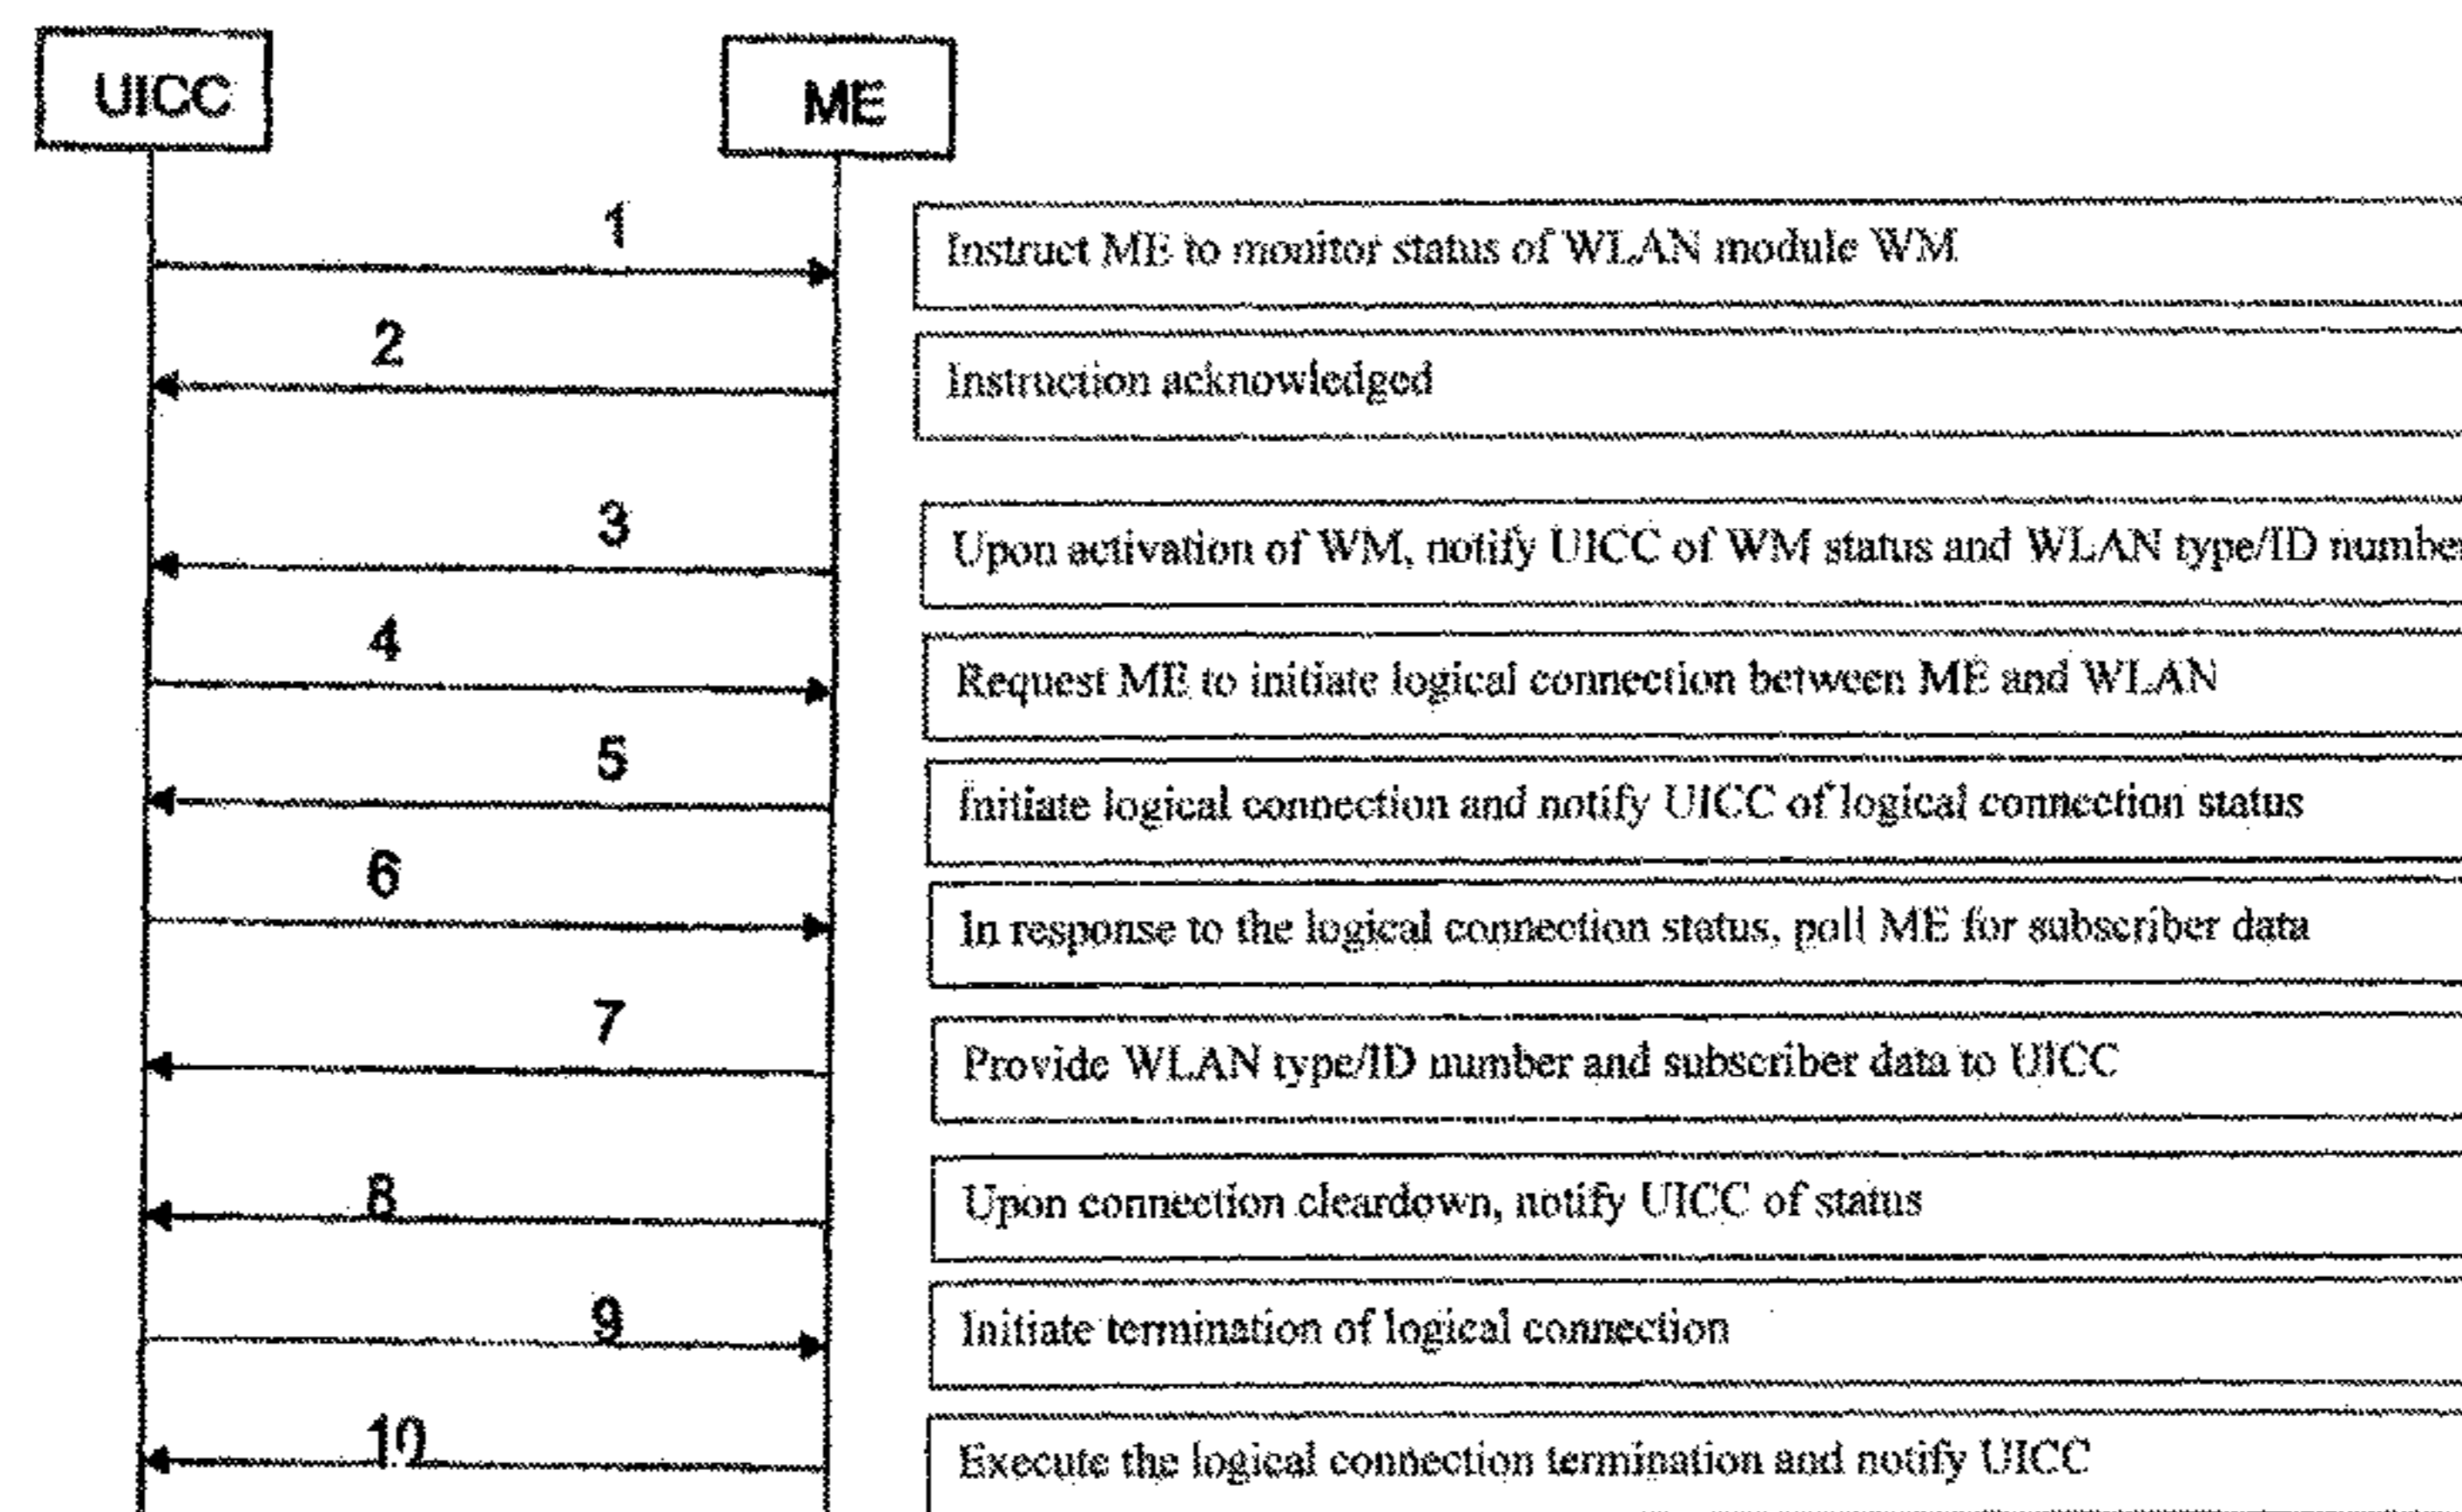 UICC
ME
1
Instruct ME to monitor status of WLAN module WM
2
Instruction acknowledged
3
Upon activation of WM, notify UICC of WM status and WLAN type/ID number
4
Request ME to initiate logical connection between ME and WLAN
5
Initiate logical connection and notify UICC of logical connection status
6
In response to the logical connection status, poll ME for subscriber data
7
Provide WLAN type/ID number and subscriber data to UICC
8
Upon connection cleardown, notify UICC of status
9
Initiate termination of logical connection
10
Execute the logical connection termination and notify UICC